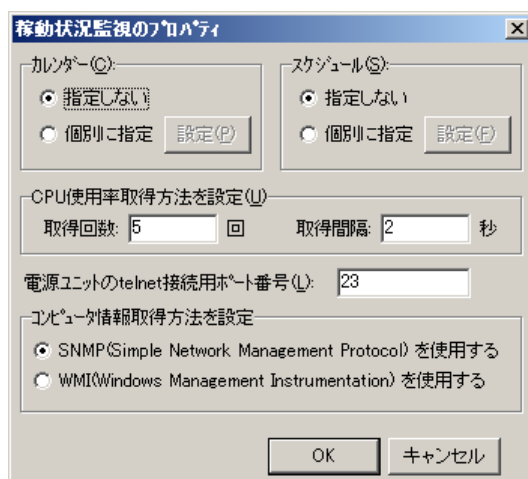 稼動状況監視のﾌﾟﾛﾊﾟﾃｨ
ｶﾚﾝﾀﾞｰ(C):
指定しない
個別に指定 設定(P)
ｽｹｼﾞｭｰﾙ(S):
指定しない
個別に指定 設定(F)
CPU使用率取得方法を設定(U)
取得回数: 5 回 取得間隔: 2 秒
電源ﾕﾆｯﾄのtelnet接続用ﾎﾟｰﾄ番号(L): 23
ｺﾝﾋﾟｭｰﾀ情報取得方法を設定
SNMP(Simple Network Management Protocol) を使用する
WMI(Windows Management Instrumentation) を使用する
OK キャンセル